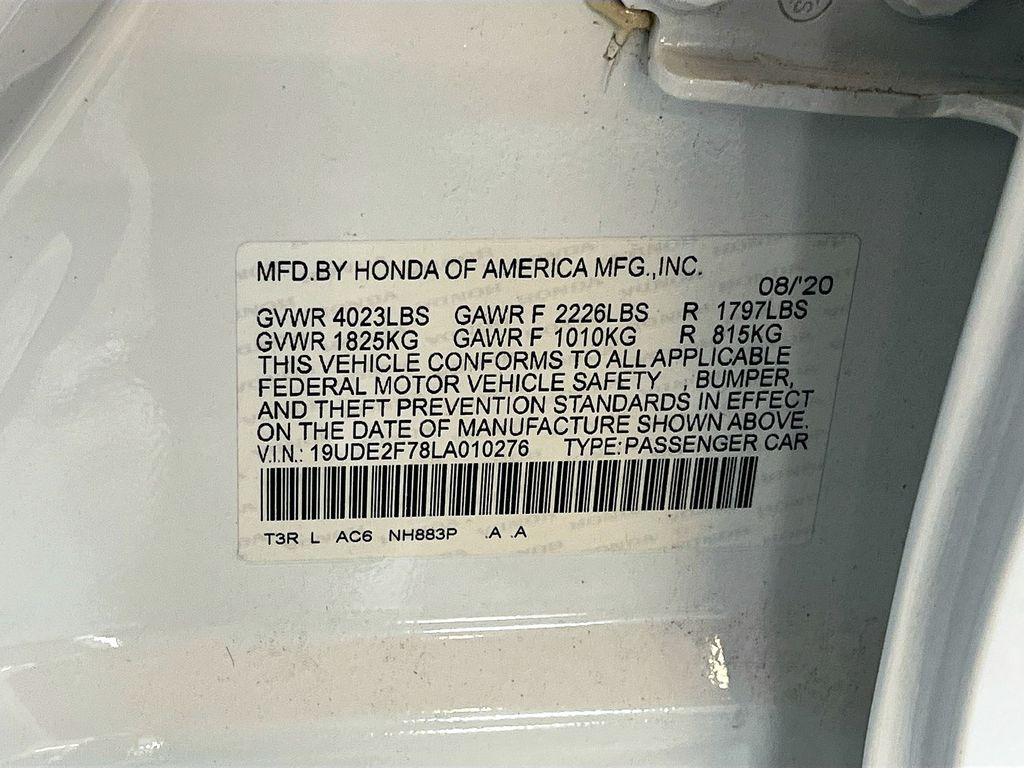 MFD.BY HONDA OF AMERICA MFG.,INC.
08/'20
GVWR 4023LBS GAWR F 2226LBS R 1797LBS
GVWR 1825KG GAWR F 1010KG R 815KG
THIS VEHICLE CONFORMS TO ALL APPLICABLE
FEDERAL MOTOR VEHICLE SAFETY , BUMPER,
AND THEFT PREVENTION STANDARDS IN EFFECT
ON THE DATE OF MANUFACTURE SHOWN ABOVE.
V.I.N.: 19UDE2F78LA010276 TYPE:PASSENGER CAR
T3R L AC6 NH883P .A .A